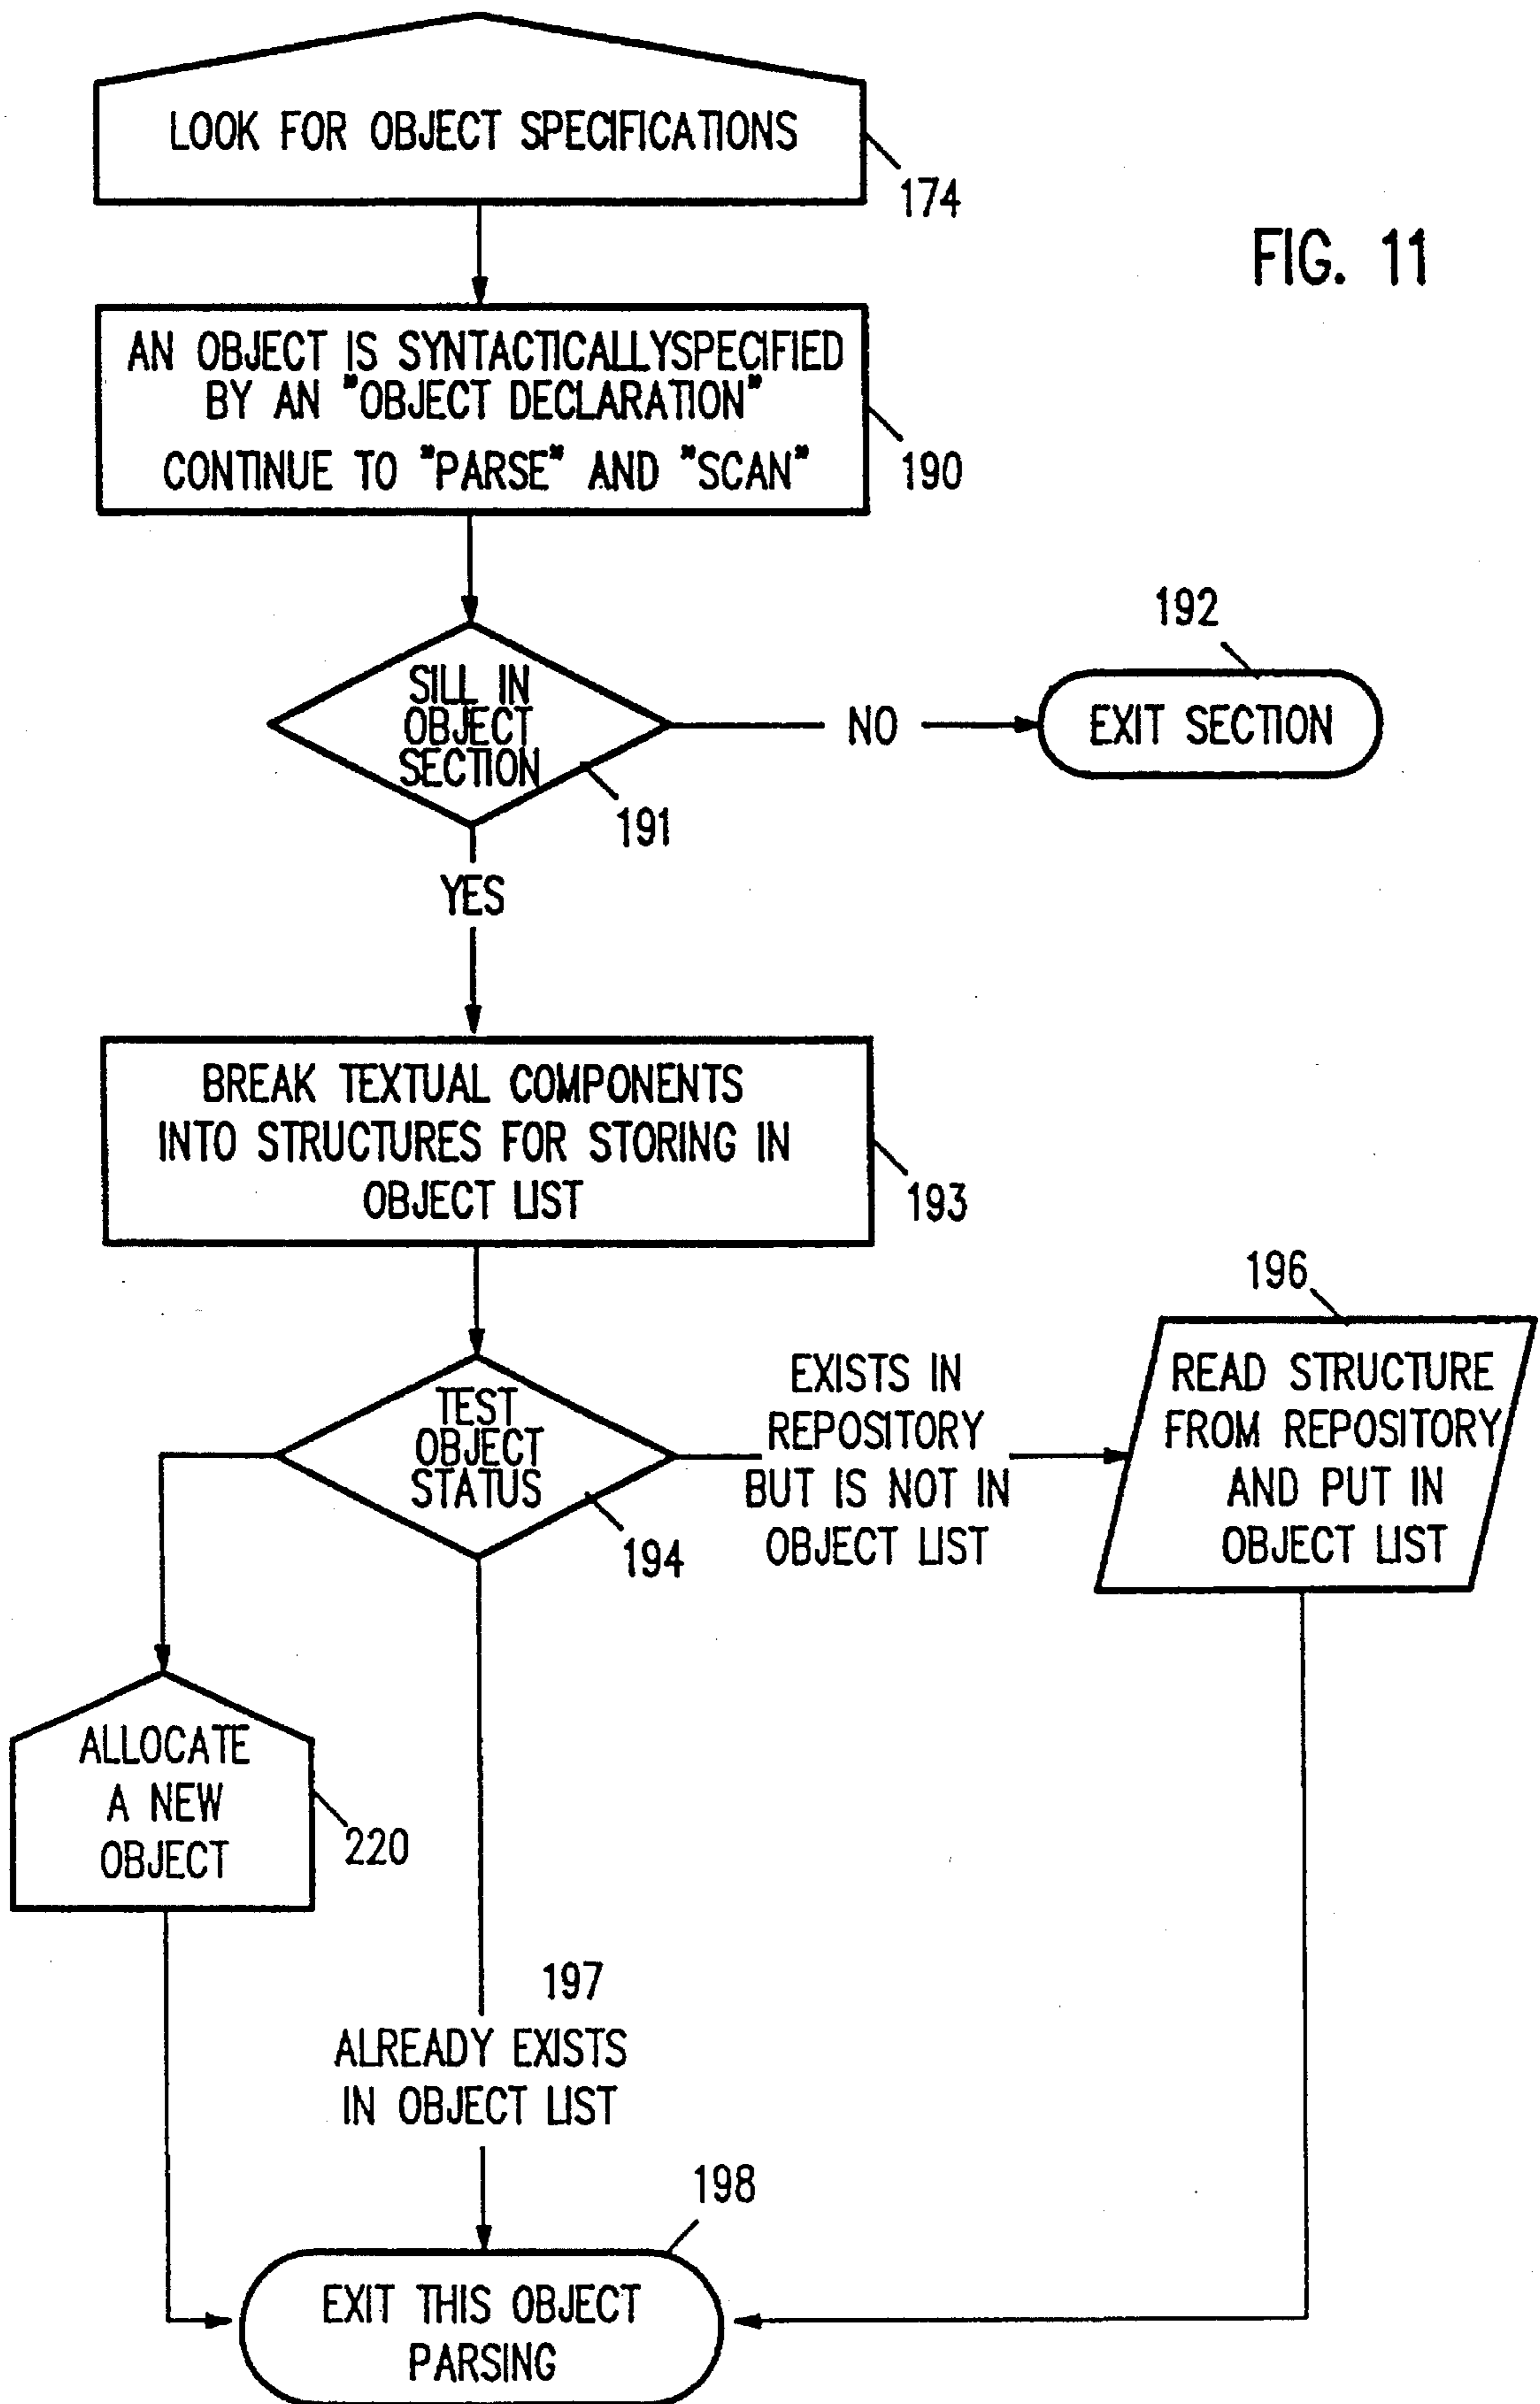 LOOK FOR OBJECT SPECIFICATIONS
174
FIG. 11
AN OBJECT IS SYNTACTICALLYSPECIFIED
BY AN "OBJECT DECLARATION"
CONTINUE TO "PARSE" AND "SCAN"
190
192
SILL IN
OBJECT
SECTION
NO
EXIT SECTION
191
YES
BREAK TEXTUAL COMPONENTS
INTO STRUCTURES FOR STORING IN
OBJECT LIST
193
196
TEST
OBJECT
STATUS
194
EXISTS IN
REPOSITORY
BUT IS NOT IN
OBJECT LIST
READ STRUCTURE
FROM REPOSITORY
AND PUT IN
OBJECT LIST
ALLOCATE
A NEW
OBJECT
220
197
ALREADY EXISTS
IN OBJECT LIST
198
EXIT THIS OBJECT
PARSING